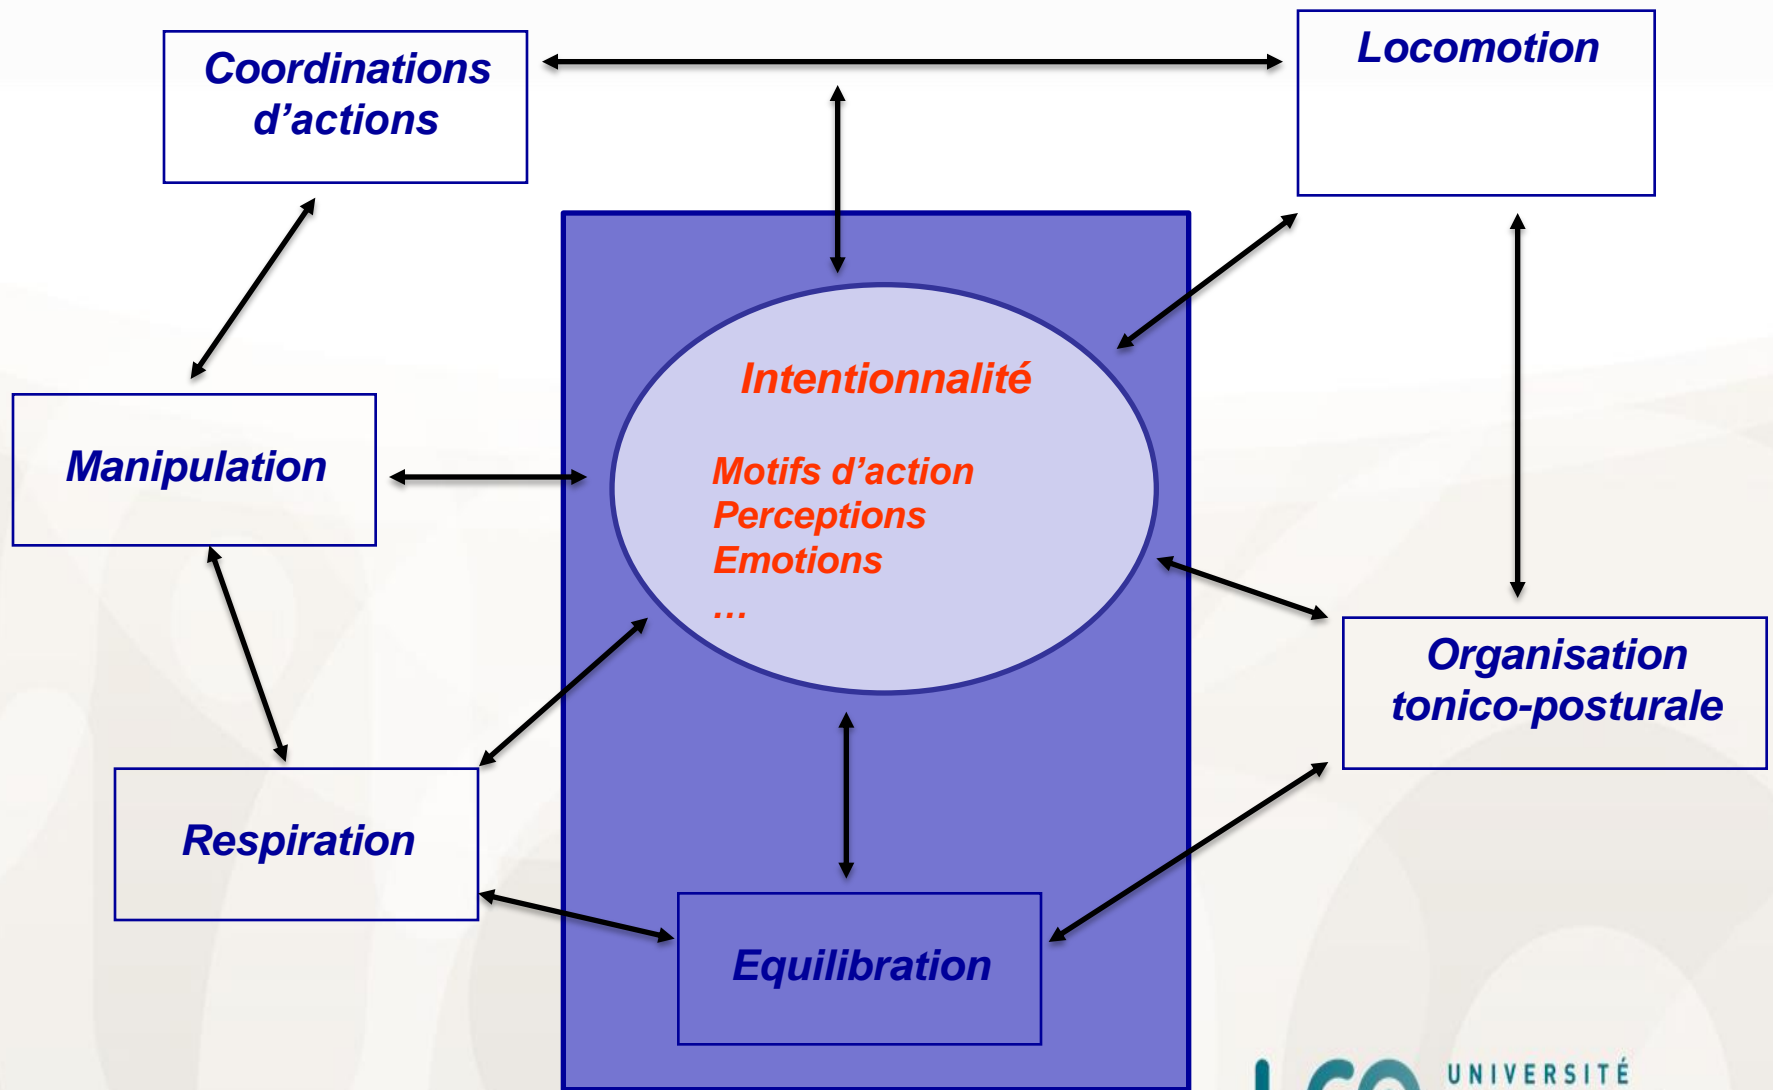 Coordinations
d’actions
Locomotion
Intentionnalité
Motifs d’action
Perceptions
Emotions
…
Manipulation
Organisation
tonico-posturale
Respiration
Equilibration
UNIVERSITÉ